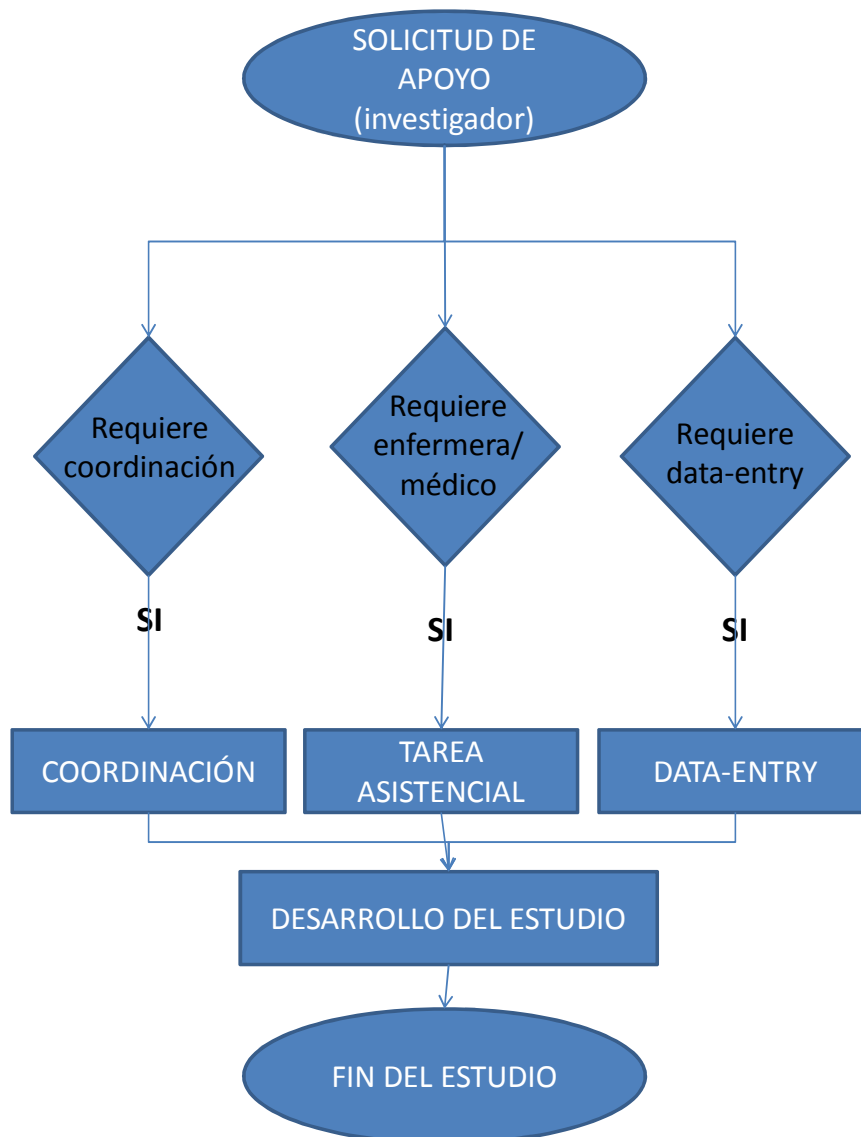 SOLICITUD DE
APOYO
(investigador)
Requiere
coordinación
Requiere
enfermera/
médico
Requiere
data-entry
SI
SI
SI
COORDINACIÓN
TAREA
ASISTENCIAL
DATA-ENTRY
DESARROLLO DEL ESTUDIO
FIN DEL ESTUDIO